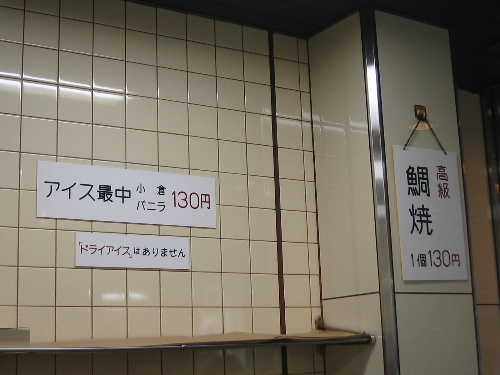 アイス最中 小倉 バニラ 130円
「ドライアイス」はありません
高級
鯛焼
1個130円